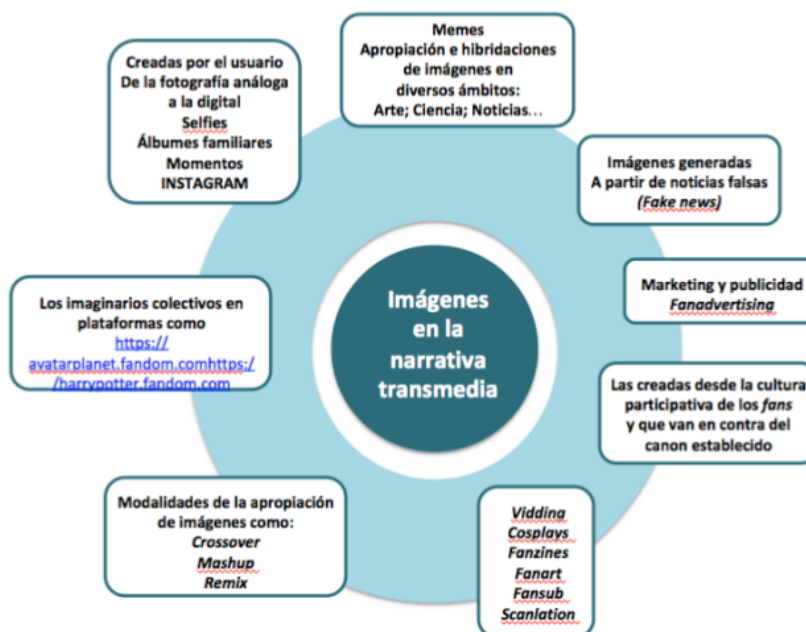 Memes
Apropiación e hibridaciones
de imágenes en
diversos ámbitos:
Arte; Ciencia; Noticias...
Creadas por el usuario
De la fotografía análoga
a la digital
Selfies
Álbumes familiares
Momentos
INSTAGRAM
Imágenes generadas
A partir de noticias falsas
(Fake news)
Marketing y publicidad
Fanadvertising
Los imaginarios colectivos en
plataformas como
https://
avatarplanet.fandom.comhttps:/
/harrypotter.fandom.com
Imágenes
en la
narrativa
transmedia
Las creadas desde la cultura
participativa de los fans
y que van en contra del
canon establecido
Modalidades de la apropiación
de imágenes como:
Crossover
Mashup
Remix
Vidding
Cosplays
Fanzines
Fanart
Fansub
Scanlation